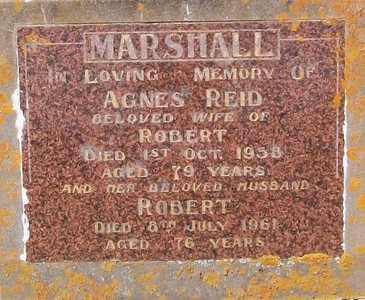 MARSHALL
IN LOVING MEMORY OF
AGNES REID
BELOVED WIFE OF
ROBERT
DIED 1ST OCT. 1958
AGED 79 YEARS
AND HER BELOVED HUSBAND
ROBERT
DIED 8TH JULY 1961
AGED 76 YEARS